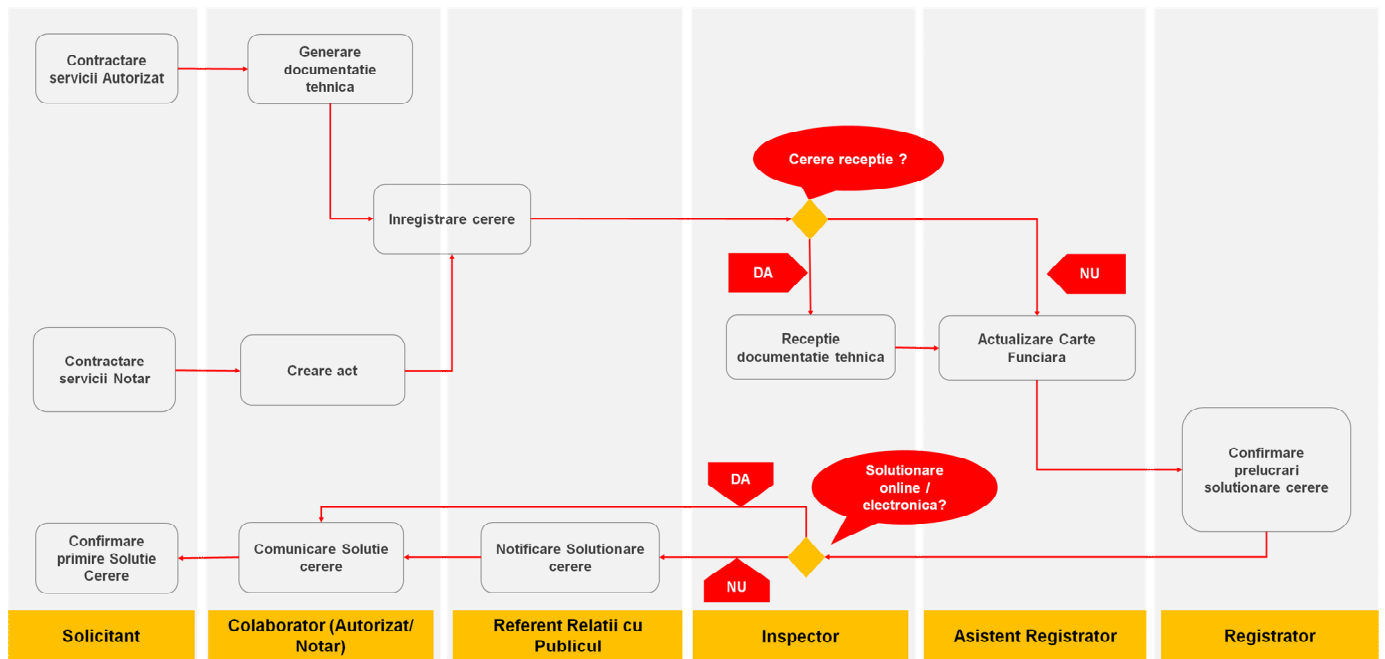 Contractare
servicii Autorizat
Generare
documentatie
tehnica
Cerere receptie ?
Inregistrare cerere
DA
NU
Contractare
servicii Notar
Creare act
Receptie
documentatie tehnica
Actualizare Carte
Funciara
Confirmare
prelucrari
solutionare cerere
Solutionare
online /
electronica?
DA
Confirmare
primire Solutie
Cerere
Comunicare Solutie
cerere
Notificare Solutionare
cerere
NU
Solicitant
Colaborator (Autorizat/
Notar)
Referent Relatii cu
Publicul
Inspector
Asistent Registrator
Registrator